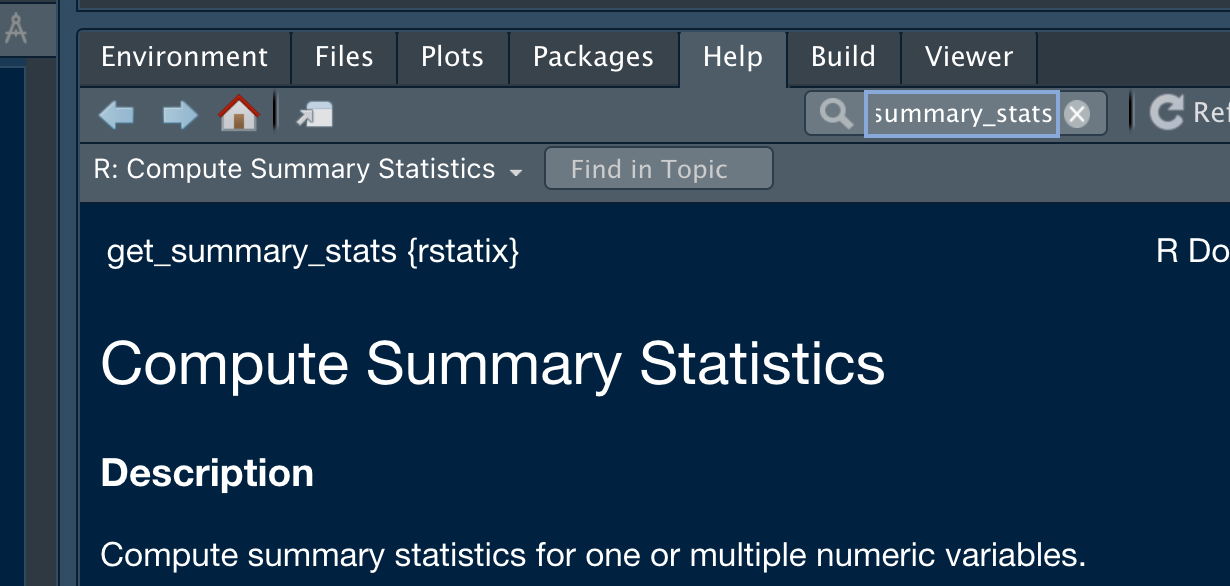 Environment Files Plots Packages Help Build Viewer
summary_stats Ref
R: Compute Summary Statistics Find in Topic
get_summary_stats {rstatix} R Do
Compute Summary Statistics
Description
Compute summary statistics for one or multiple numeric variables.